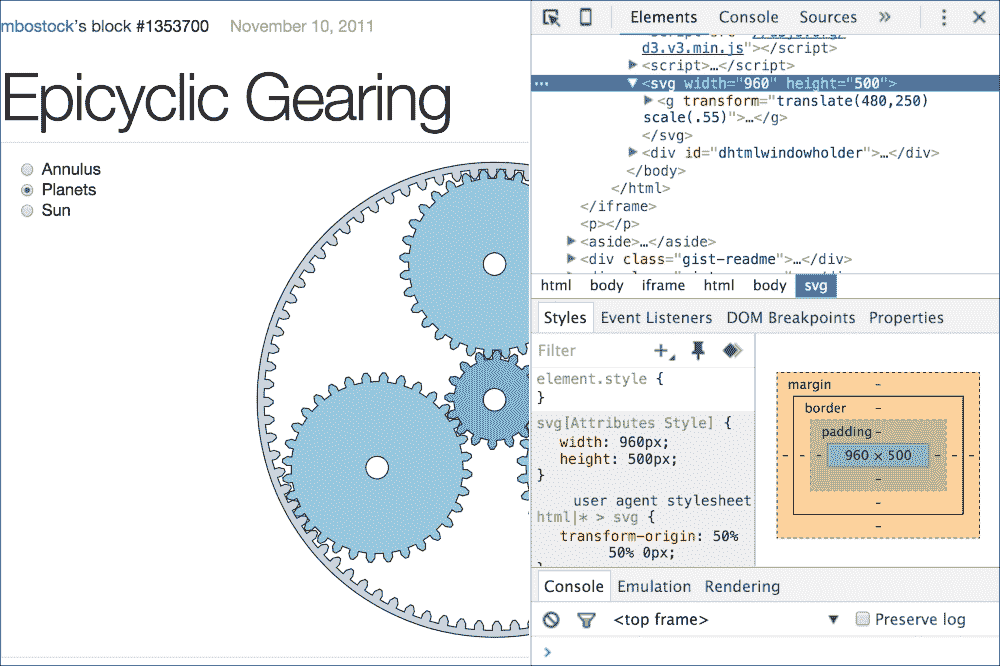 mbostock's block #1353700 November 10, 2011
Epicyclic Gearing
Annulus
Planets
Sun
Elements Console Sources »
d3.v3.min.js"></script>
<script>…</script>
<svg width="960" height="500">
<g transform="translate(480,250)
scale(.55)">…</g>
</svg>
<div id="dhtmlwindowholder">…</div>
</body>
</html>
</iframe>
<p></p>
<aside>…</aside>
<div class="gist-readme">…</div>
html body iframe html body svg
Styles Event Listeners DOM Breakpoints Properties
Filter
element.style {
}
svg[Attributes Style] {
width: 960px;
height: 500px;
}
user agent stylesheet
html|* > svg {
transform-origin: 50%
50% 0px;
margin -
border -
padding -
- - - 960 × 500 - - -
-
-
-
Console Emulation Rendering
<top frame> Preserve log
>